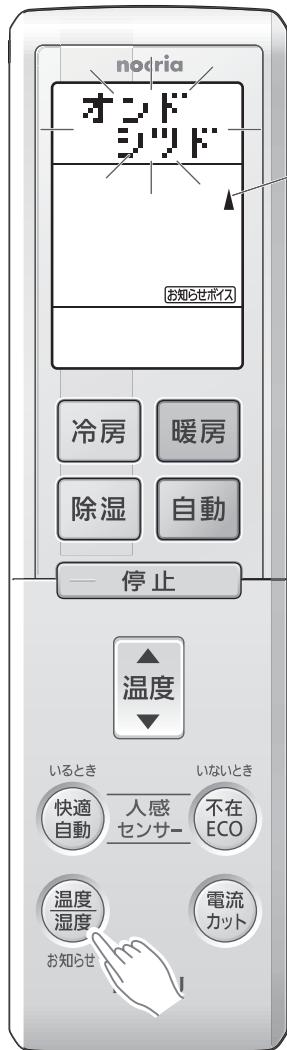 nocria
オンド
シツド
お知らせボイス
冷房 暖房
除湿 自動
停止
温度
いるとき いないとき
快適 人感 不在
自動 センサー ECO
温度 電流
湿度 カット
お知らせ